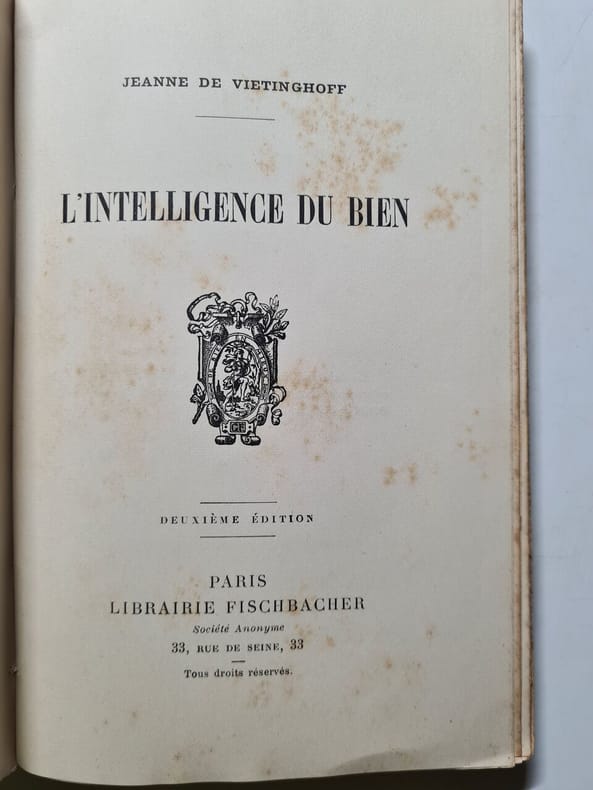 JEANNE DE VIETINGHOFF
L'INTELLIGENCE DU BIEN
CF
DEUXIÈME ÉDITION
PARIS
LIBRAIRIE FISCHBACHER
Société Anonyme
33, RUE DE SEINE, 33
Tous droits réservés.